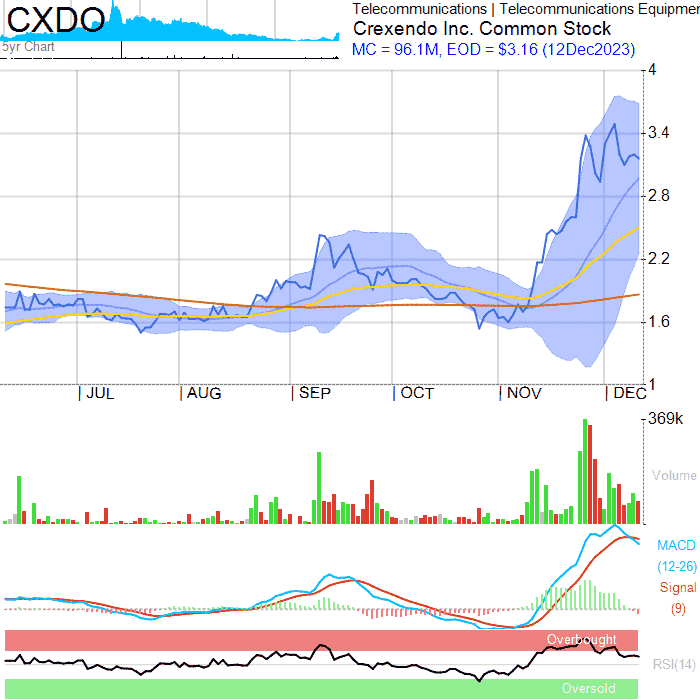 CXDO
5yr Chart
Telecommunications | Telecommunications Equipmen
Crexendo Inc. Common Stock
MC = 96.1M, EOD = $3.16 (12Dec2023)
4
3.4
2.8
2.2
1.6
1
| JUL
| AUG
| SEP
| OCT
| NOV
| DEC
369k
Volume
MACD
(12-26)
Signal
(9)
Overbought
RSI(14)
Oversold